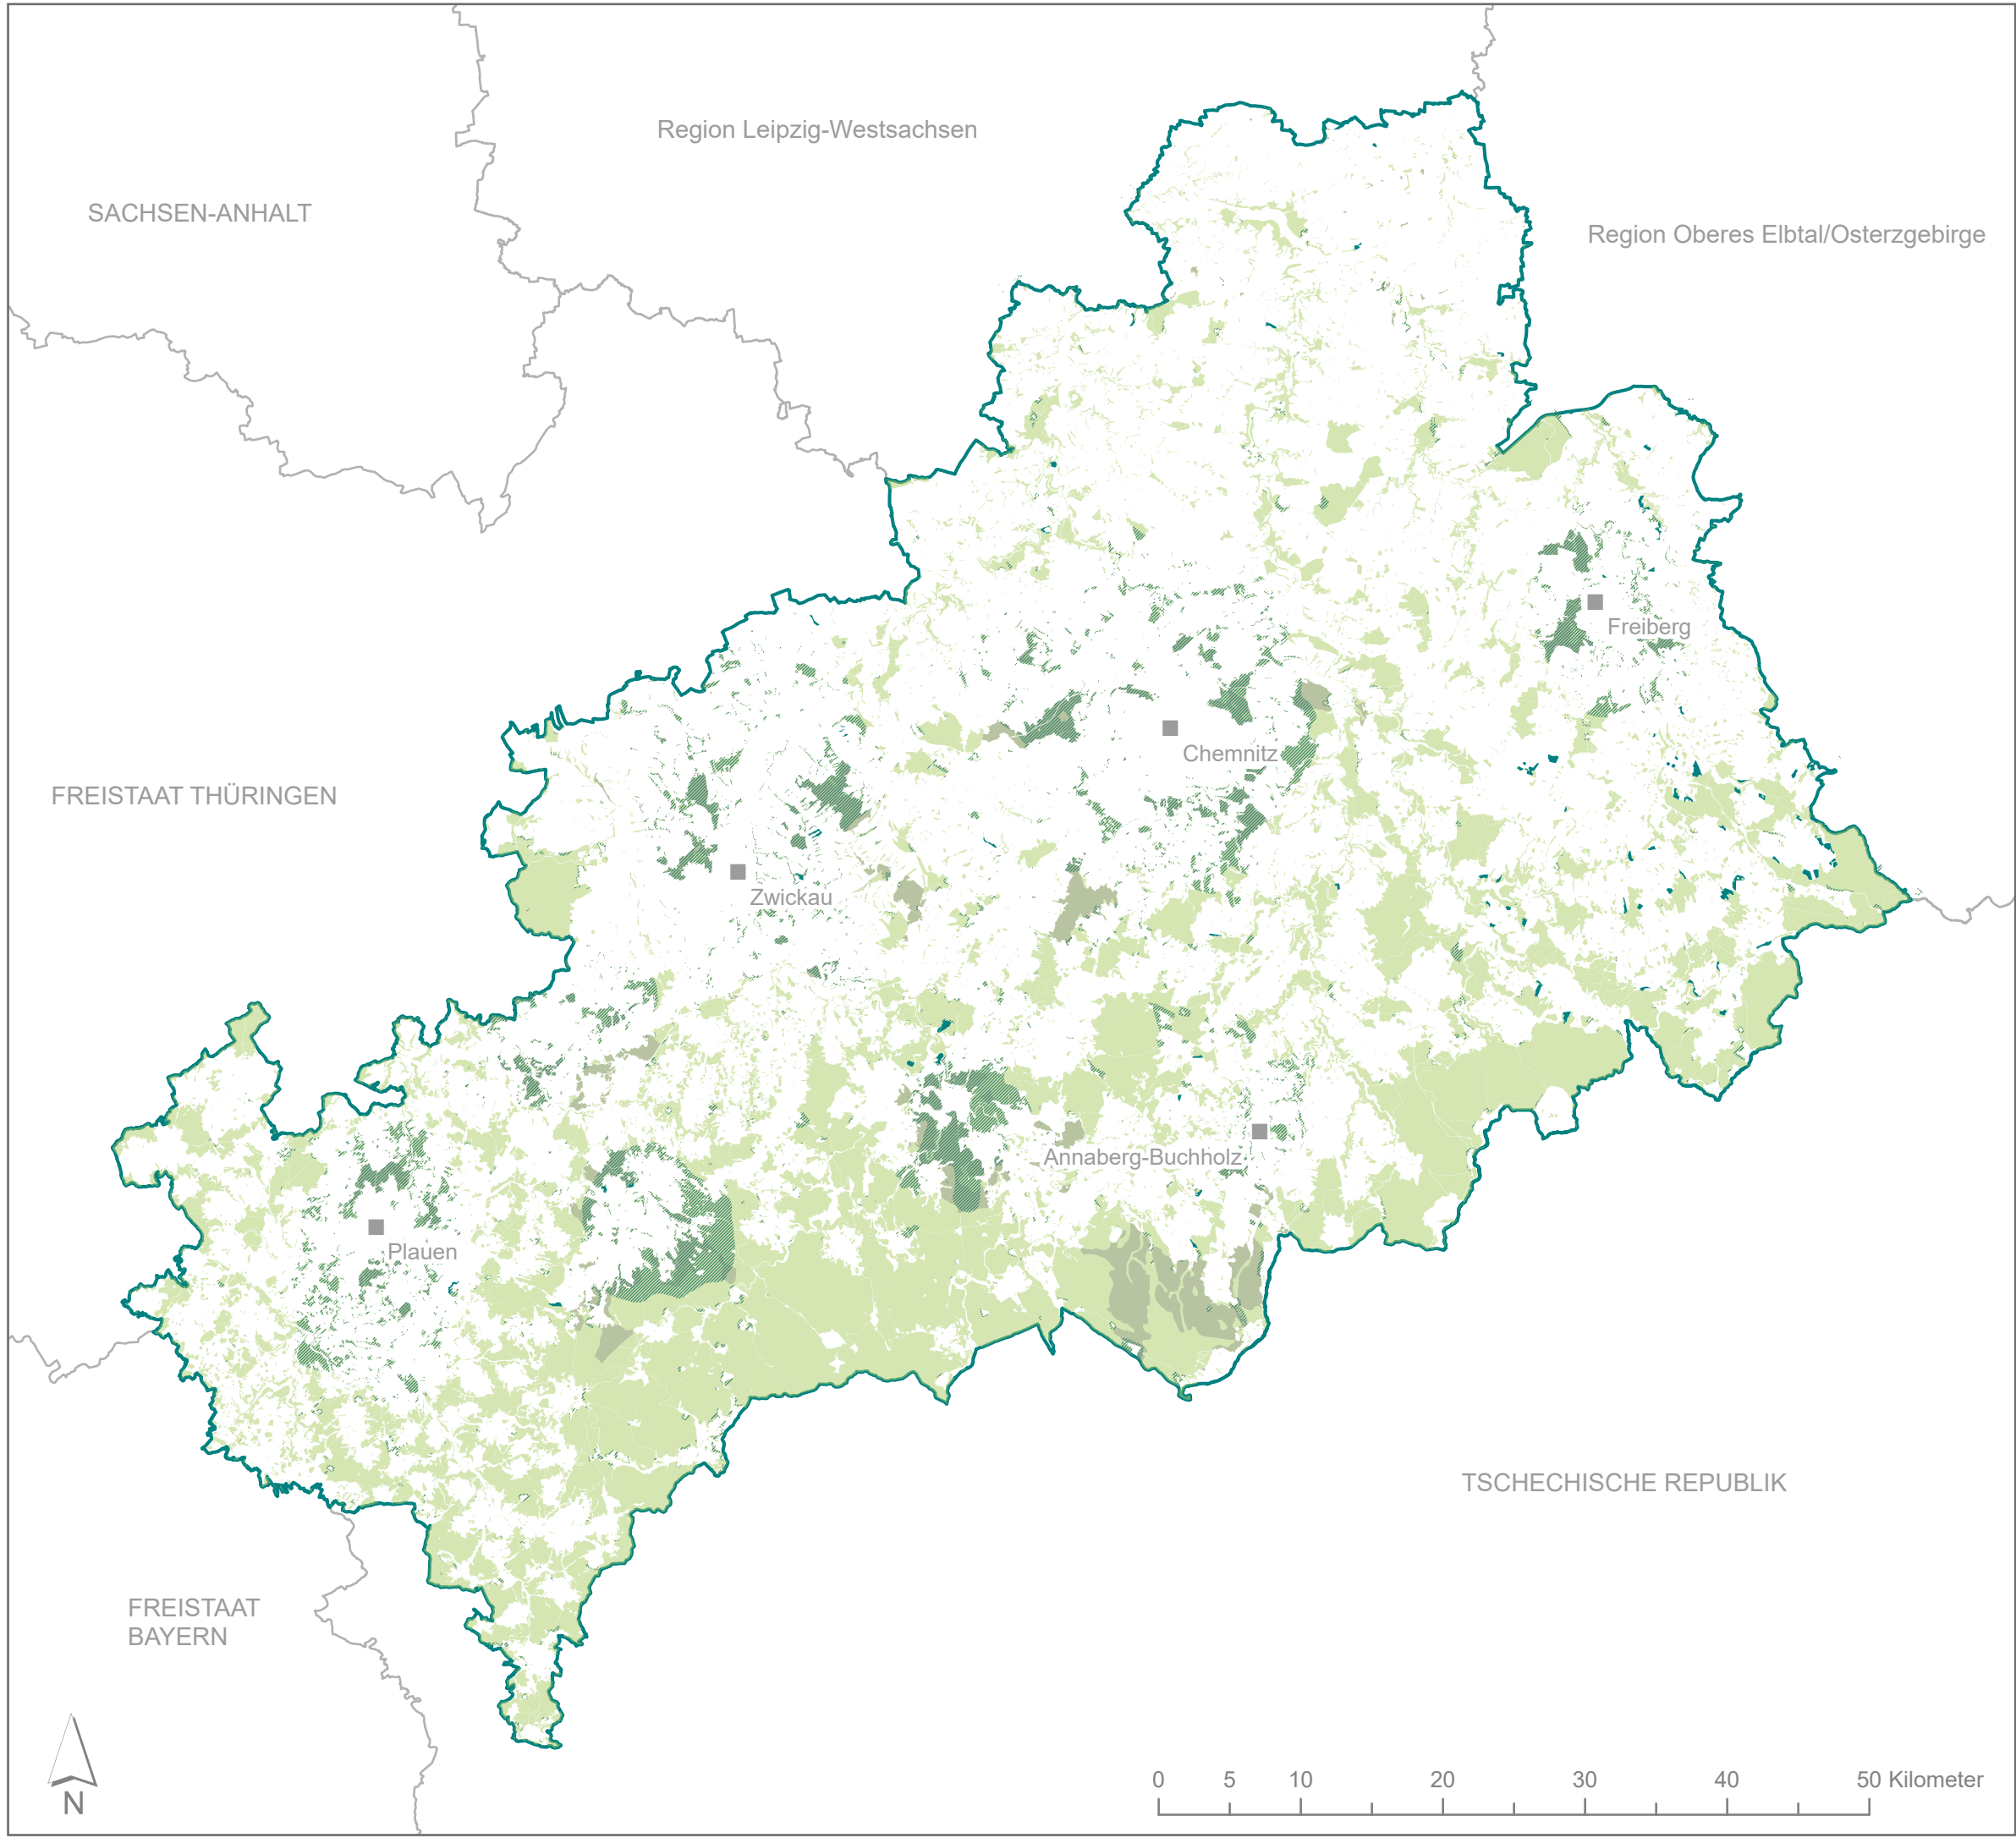 Region Leipzig-Westsachsen
SACHSEN-ANHALT
Region Oberes Elbtal/Osterzgebirge
Freiberg
Chemnitz
FREISTAAT THÜRINGEN
Zwickau
Annaberg-Buchholz
Plauen
TSCHECHISCHE REPUBLIK
FREISTAAT
BAYERN
0 5 10 20 30 40 50 Kilometer
N